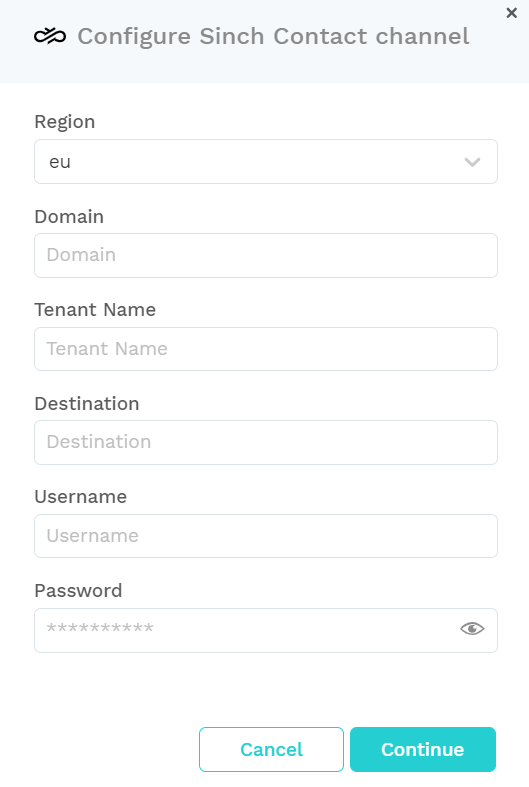 Configure Sinch Contact channel
Region
eu
Domain
Domain
Tenant Name
Tenant Name
Destination
Destination
Username
Username
Password
**********
Cancel
Continue